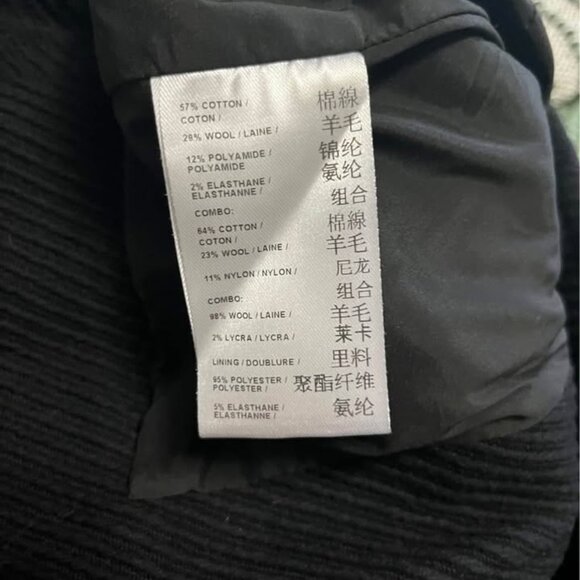 57% COTTON / 棉線
COTON /
29% WOOL / LAINE / 羊毛
12% POLYAMIDE / 锦纶
POLYAMIDE
2% ELASTHANE / 氨纶
ELASTHANNE /
COMBO: 组合
64% COTTON / 棉線
COTON /
23% WOOL / LAINE / 羊毛
11% NYLON / NYLON / 尼龙
COMBO: 组合
98% WOOL / LAINE / 羊毛
2% LYCRA / LYCRA / 莱卡
LINING / DOUBLURE / 里料
95% POLYESTER / 聚酯纤维
POLYESTER /
5% ELASTHANE / 氨纶
ELASTHANNE /